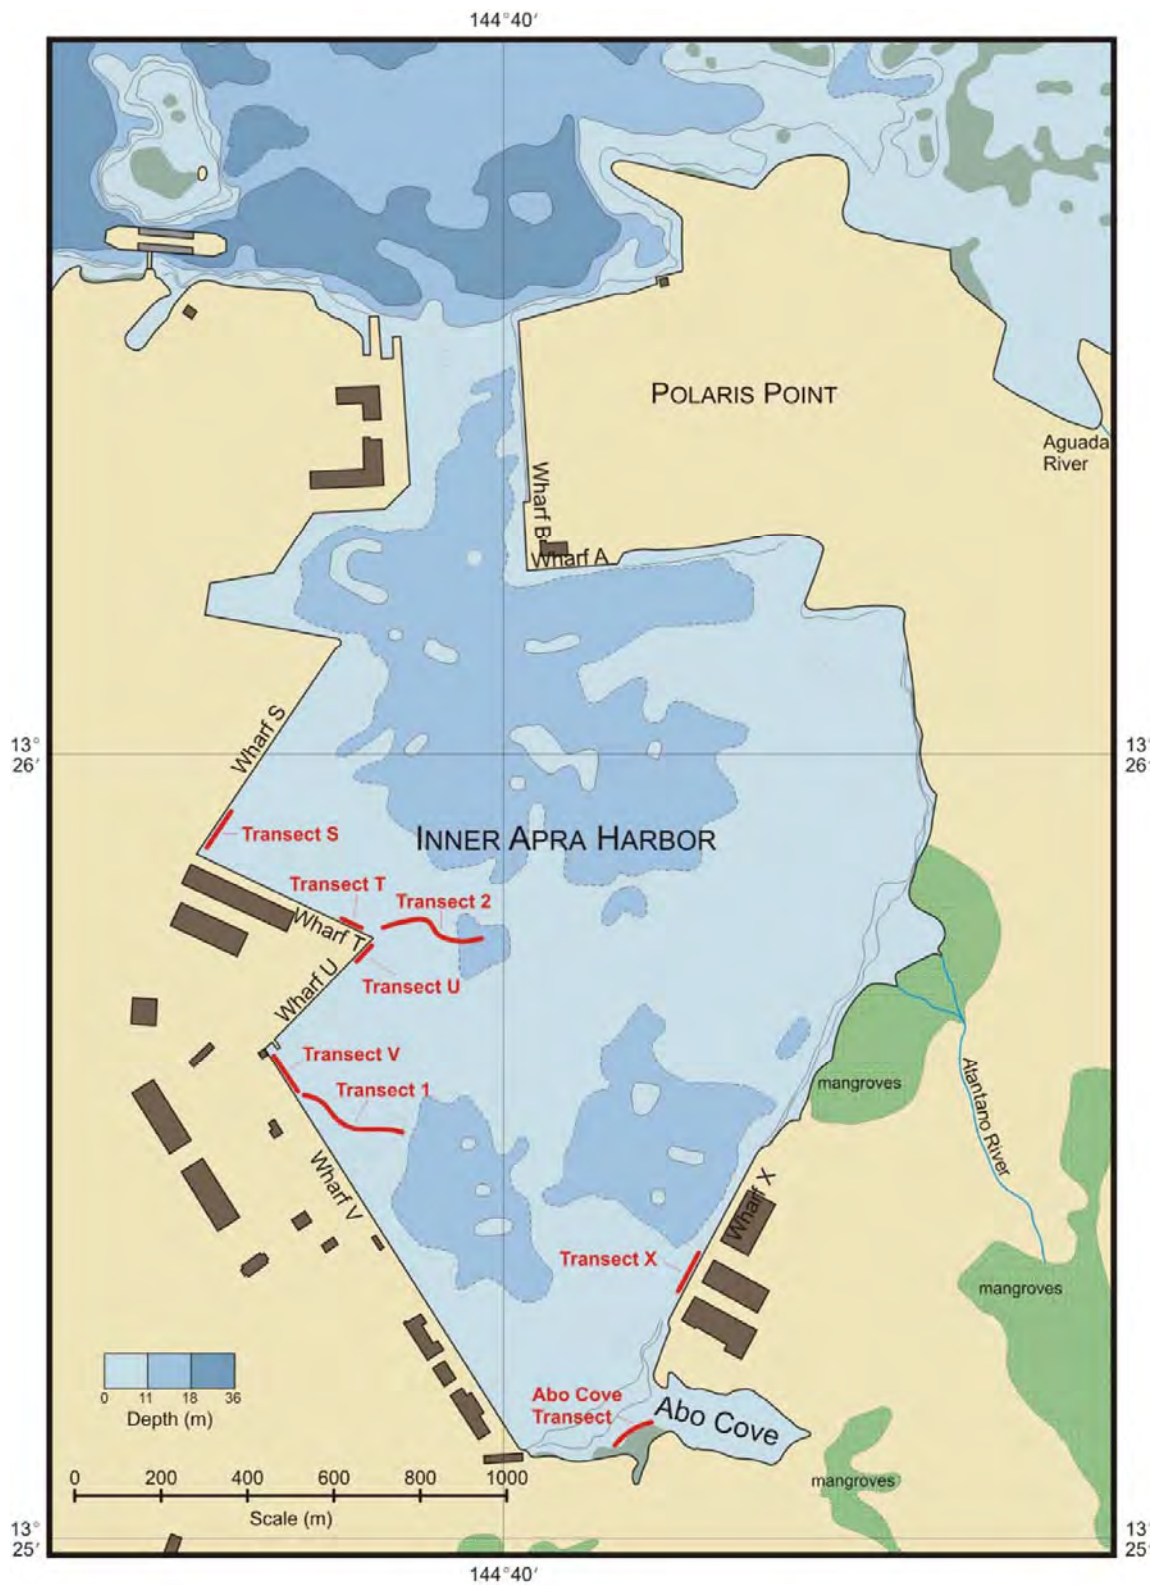 144°40′
POLARIS POINT
Aguada
River
Wharf B
Wharf A
Wharf S
13°
26′
13°
26′
Transect S
INNER APRA HARBOR
Transect T
Transect 2
Wharf T
Transect U
Wharf U
Transect V
Transect 1
mangroves
Atantano River
Wharf V
Wharf X
Transect X
mangroves
0 11 18 36
Depth (m)
Abo Cove
Transect
Abo Cove
0 200 400 600 800 1000
Scale (m)
mangroves
13°
25′
13°
25′
144°40′